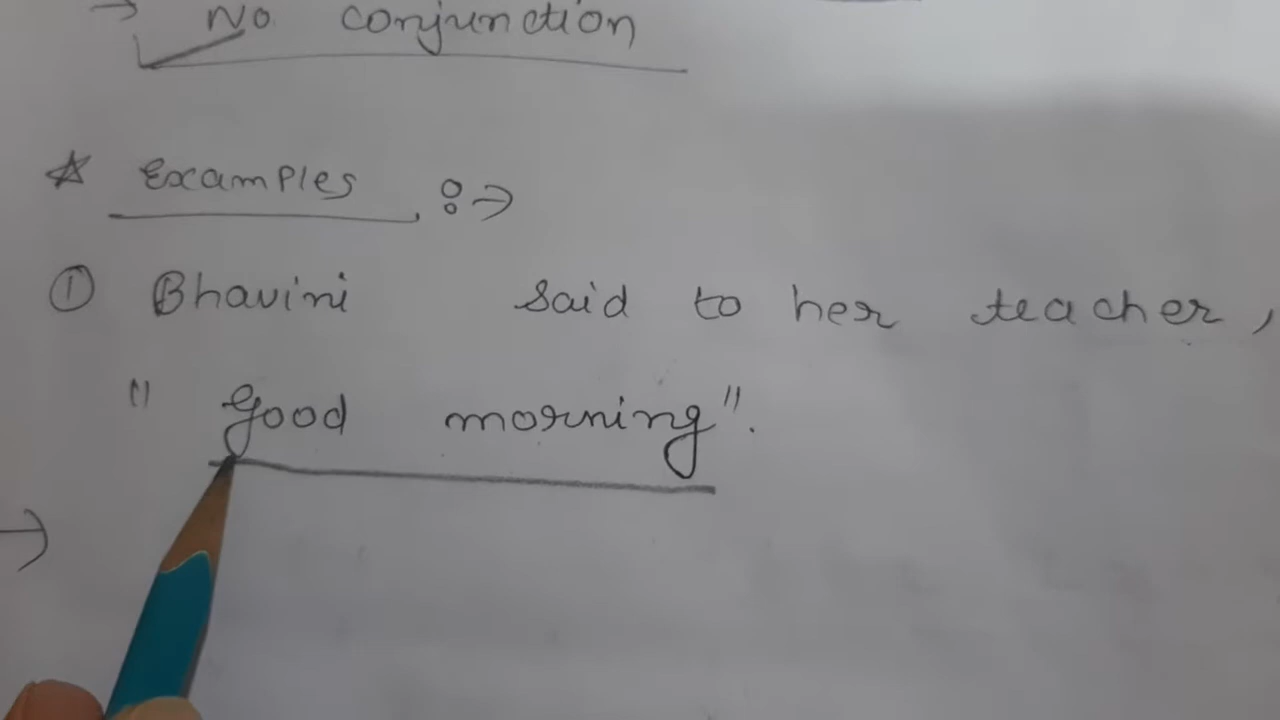 → No conjunction
☆ Examples :→
① Bhavini said to her teacher,
" Good morning".
→